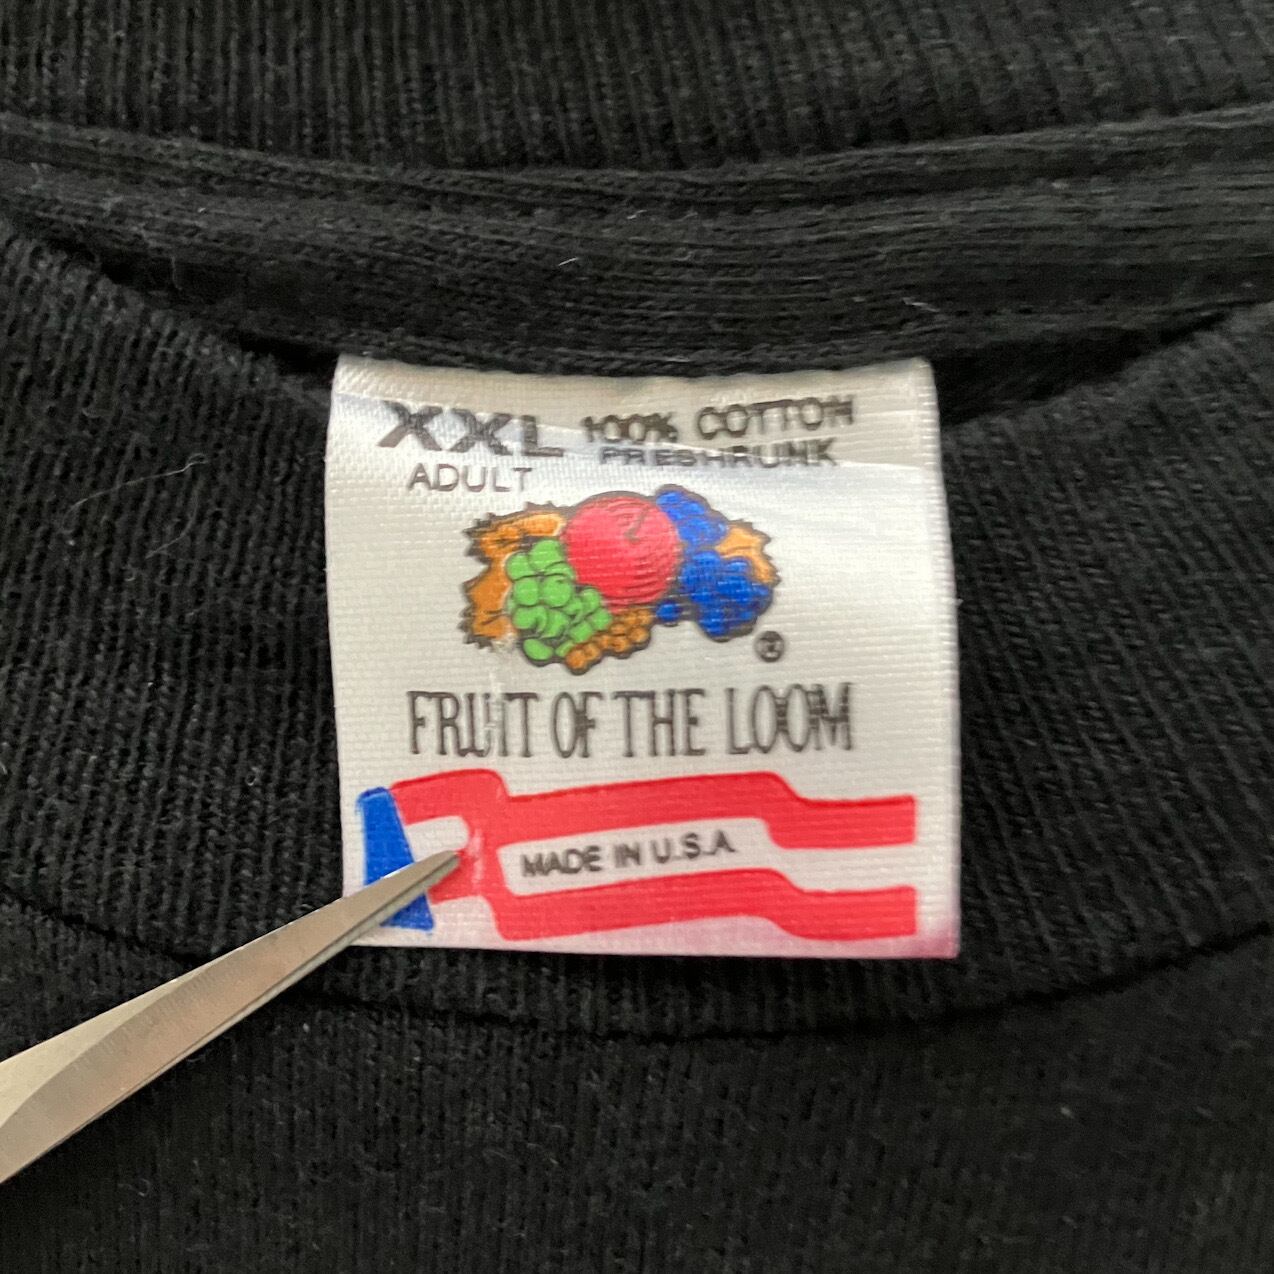 XXL 100% COTTON
ADULT PRESHRUNK
®
FRUIT OF THE LOOM
MADE IN U.S.A.